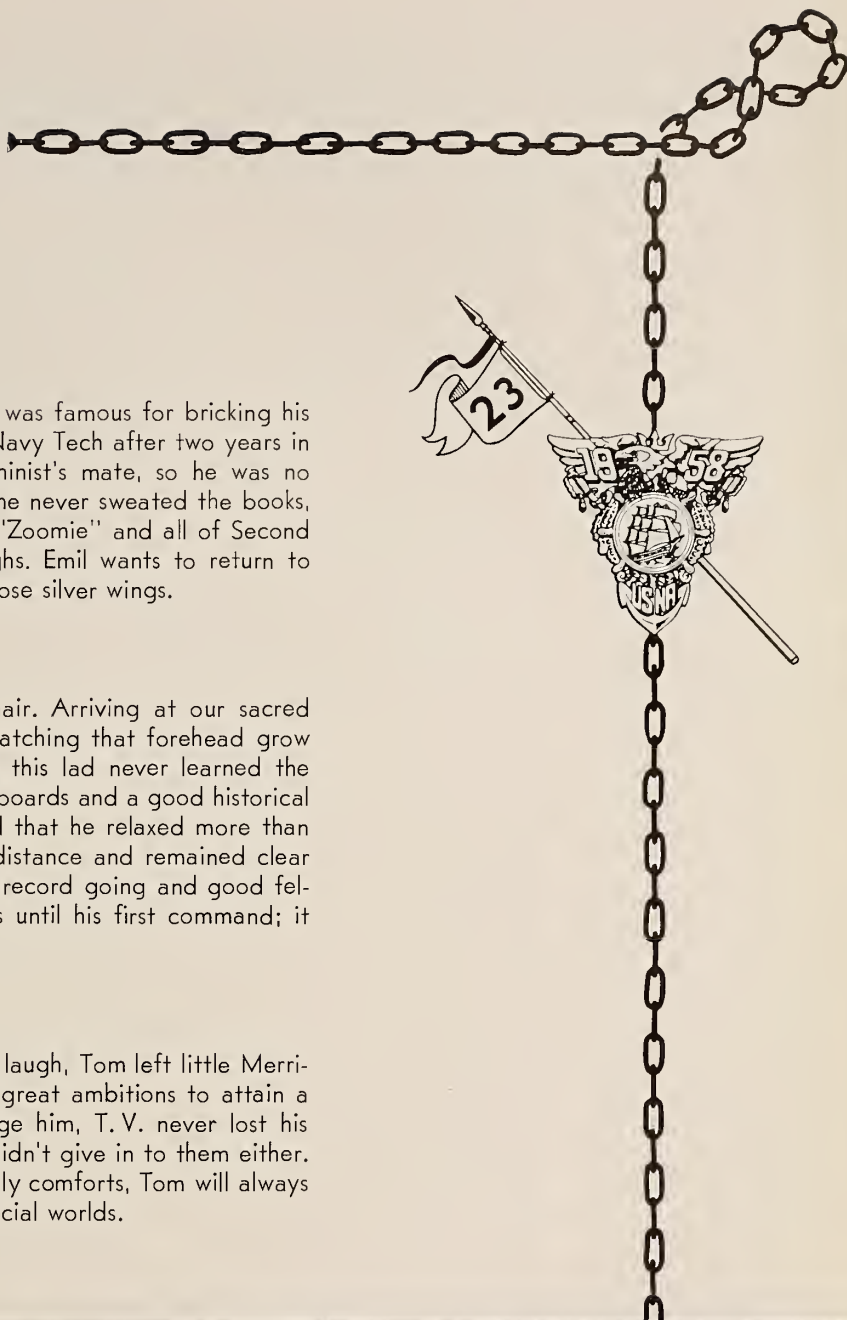 23
18 58
USNA
was famous for bricking his
Navy Tech after two years in
minist's mate, so he was no
he never sweated the books,
"Zoomie" and all of Second
ghs. Emil wants to return to
ose silver wings.
air. Arriving at our sacred
atching that forehead grow
this lad never learned the
boards and a good historical
d that he relaxed more than
distance and remained clear
record going and good fel-
s until his first command; it
laugh, Tom left little Merri-
great ambitions to attain a
ge him, T. V. never lost his
idn't give in to them either.
ly comforts, Tom will always
cial worlds.